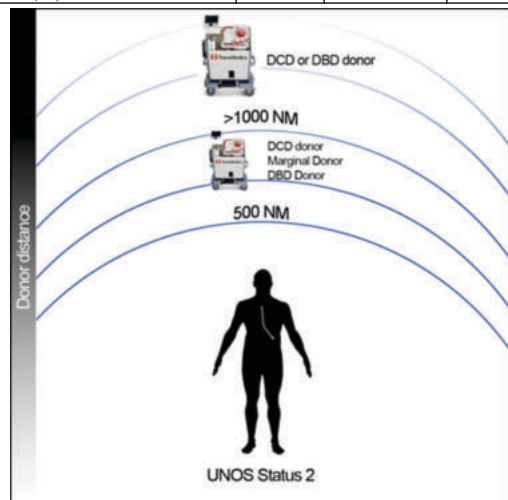 DCD or DBD donor
>1000 NM
DCD donor
Marginal Donor
DBD Donor
500 NM
Donor distance
UNOS Status 2